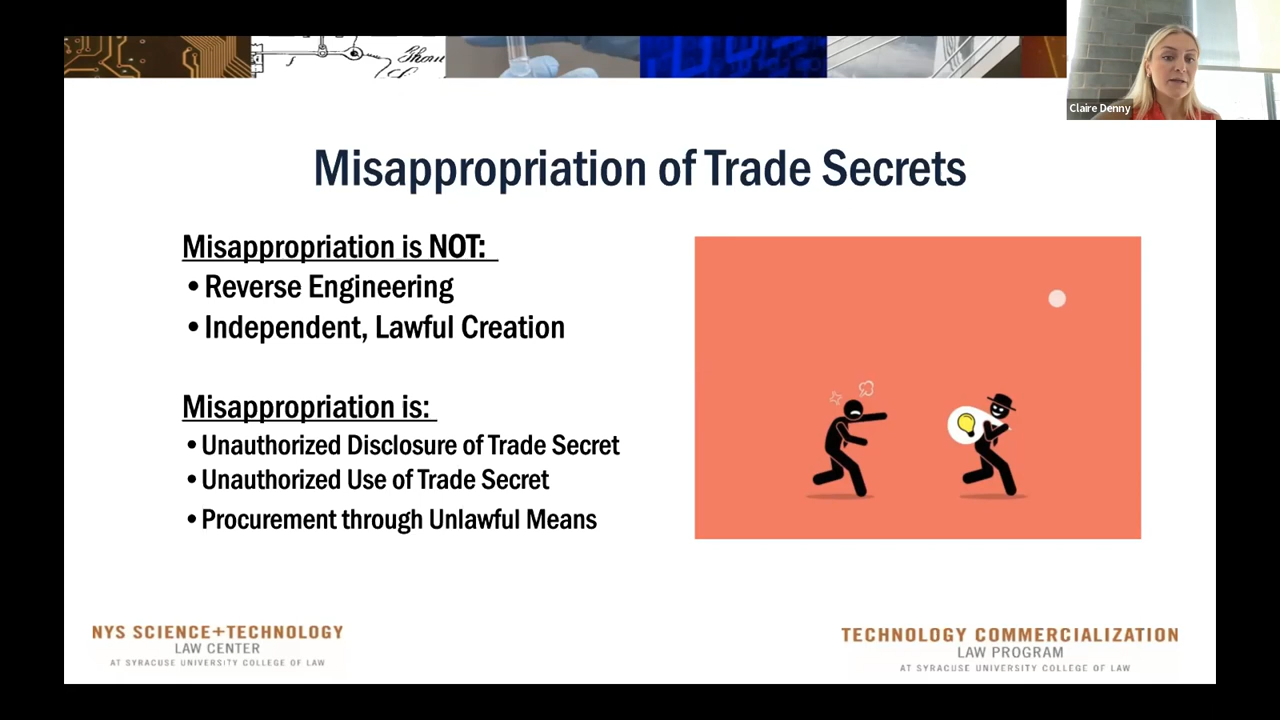 Claire Denny
Misappropriation of Trade Secrets
Misappropriation is NOT:
• Reverse Engineering
• Independent, Lawful Creation
Misappropriation is:
• Unauthorized Disclosure of Trade Secret
• Unauthorized Use of Trade Secret
• Procurement through Unlawful Means
NYS SCIENCE+TECHNOLOGY
LAW CENTER
AT SYRACUSE UNIVERSITY COLLEGE OF LAW
TECHNOLOGY COMMERCIALIZATION
LAW PROGRAM
AT SYRACUSE UNIVERSITY COLLEGE OF LAW